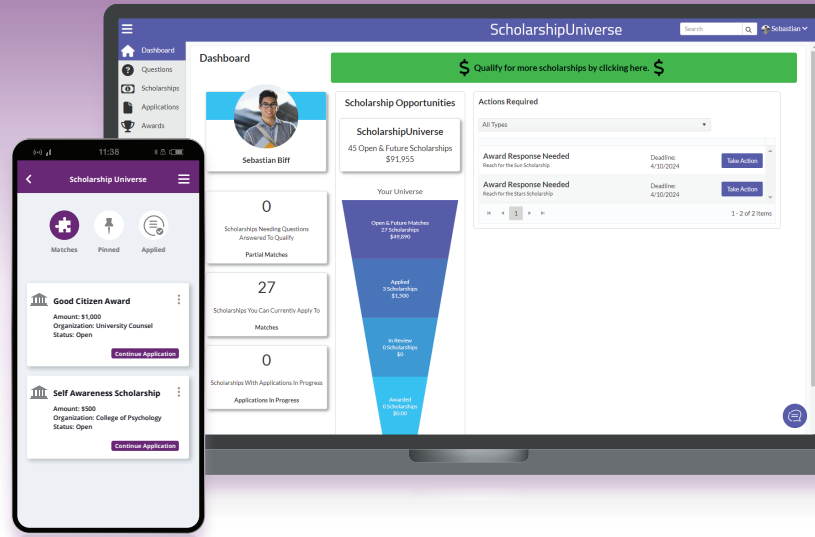 ScholarshipUniverse
Search
Sebastian
Dashboard
Questions
Scholarships
Applications
Awards
Dashboard
$ Qualify for more scholarships by clicking here. $
Sebastian Biff
0
Scholarships Needing Questions
Answered To Qualify
Partial Matches
27
Scholarships You Can Currently Apply To
Matches
0
Scholarships With Applications In Progress
Applications In Progress
Scholarship Opportunities
ScholarshipUniverse
45 Open & Future Scholarships
$91,955
Your Universe
Open & Future Matches
27 Scholarships
$49,890
Applied
3 Scholarships
$1,500
In Review
0 Scholarships
$0
Awarded
0 Scholarships
$0.00
Actions Required
All Types
Award Response Needed
Reach for the Sun Scholarship
Deadline:
4/10/2024
Take Action
Award Response Needed
Reach for the Stars Scholarship
Deadline:
4/10/2024
Take Action
1
1 - 2 of 2 items
11:38
Scholarship Universe
Matches
Pinned
Applied
Good Citizen Award
Amount: $1,000
Organization: University Counsel
Status: Open
Continue Application
Self Awareness Scholarship
Amount: $500
Organization: College of Psychology
Status: Open
Continue Application